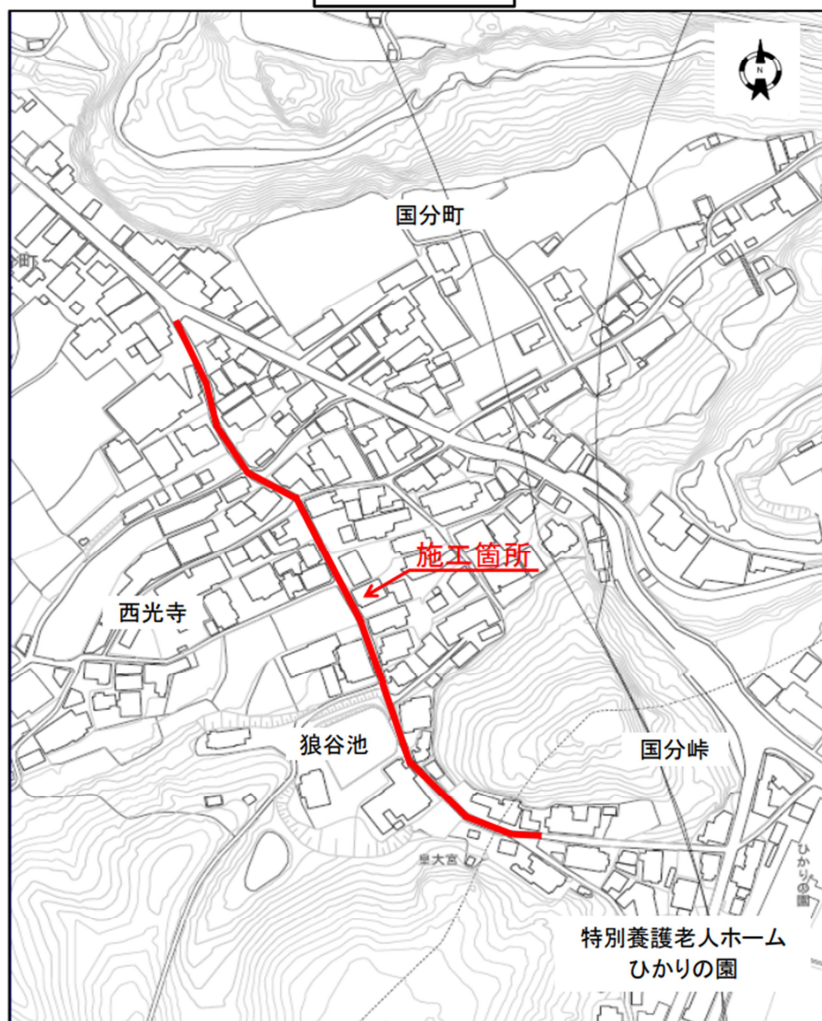 N
国分町
町
施工箇所
西光寺
狼谷池
国分峠
皇大宮
ひかりの園
特別養護老人ホーム
ひかりの園